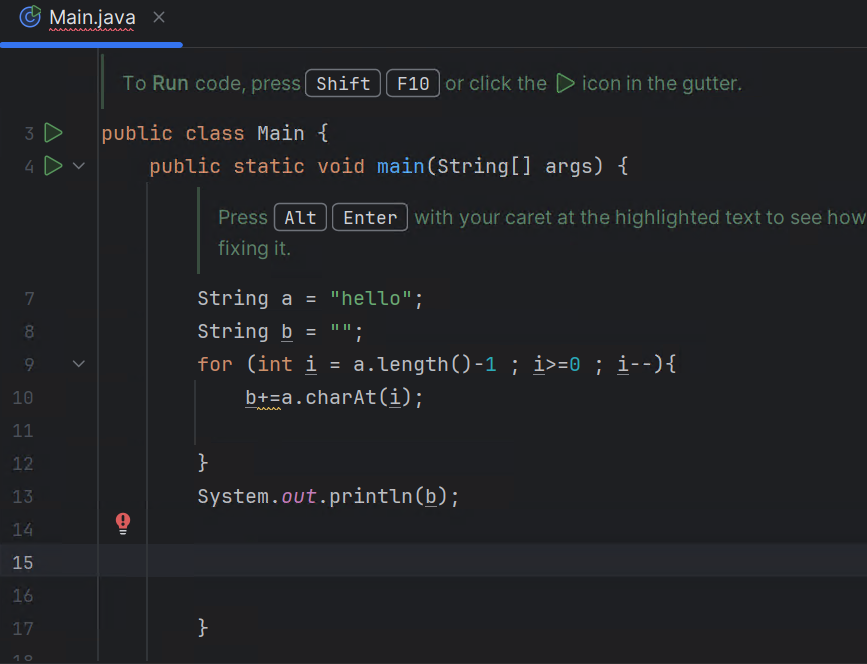 Main.java
To Run code, press Shift F10 or click the icon in the gutter.
3 public class Main {
4 public static void main(String[] args) {
Press Alt Enter with your caret at the highlighted text to see how
fixing it.
7 String a = "hello";
8 String b = "";
9 for (int i = a.length()-1 ; i>=0 ; i--){
10 b+=a.charAt(i);
11
12 }
13 System.out.println(b);
14
15
16
17 }
18